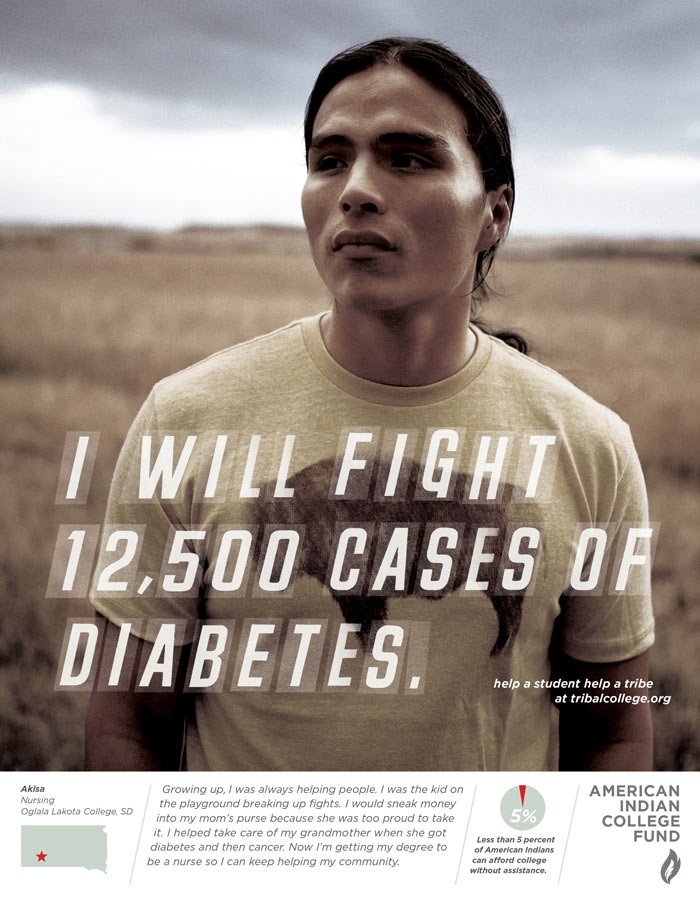 I WILL FIGHT
12,500 CASES OF
DIABETES.
help a student help a tribe
at tribalcollege.org
Akisa
Nursing
Oglala Lakota College, SD
Growing up, I was always helping people. I was the kid on
the playground breaking up fights. I would sneak money
into my mom's purse because she was too proud to take
it. I helped take care of my grandmother when she got
diabetes and then cancer. Now I'm getting my degree to
be a nurse so I can keep helping my community.
5%
Less than 5 percent
of American Indians
can afford college
without assistance.
AMERICAN
INDIAN
COLLEGE
FUND